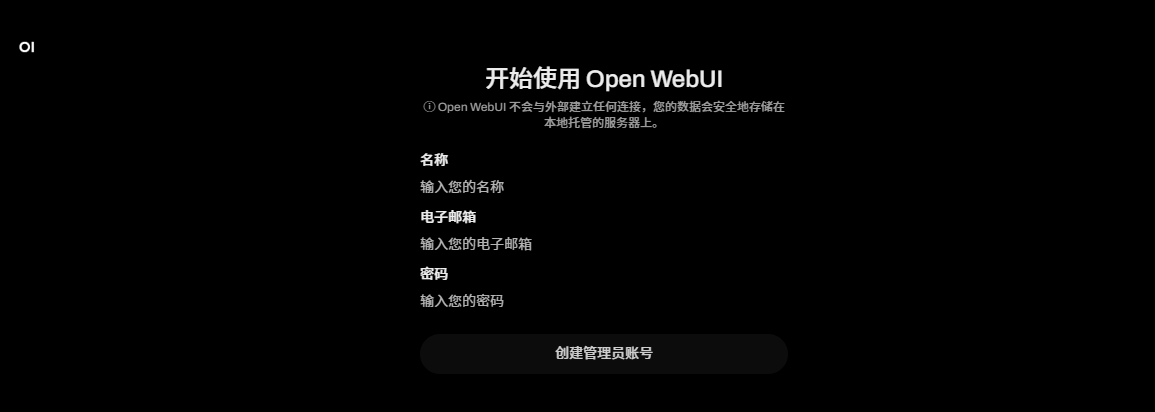 OI
开始使用 Open WebUI
ⓘ Open WebUI 不会与外部建立任何连接，您的数据会安全地存储在
本地托管的服务器上。
名称
输入您的名称
电子邮箱
输入您的电子邮箱
密码
输入您的密码
创建管理员账号